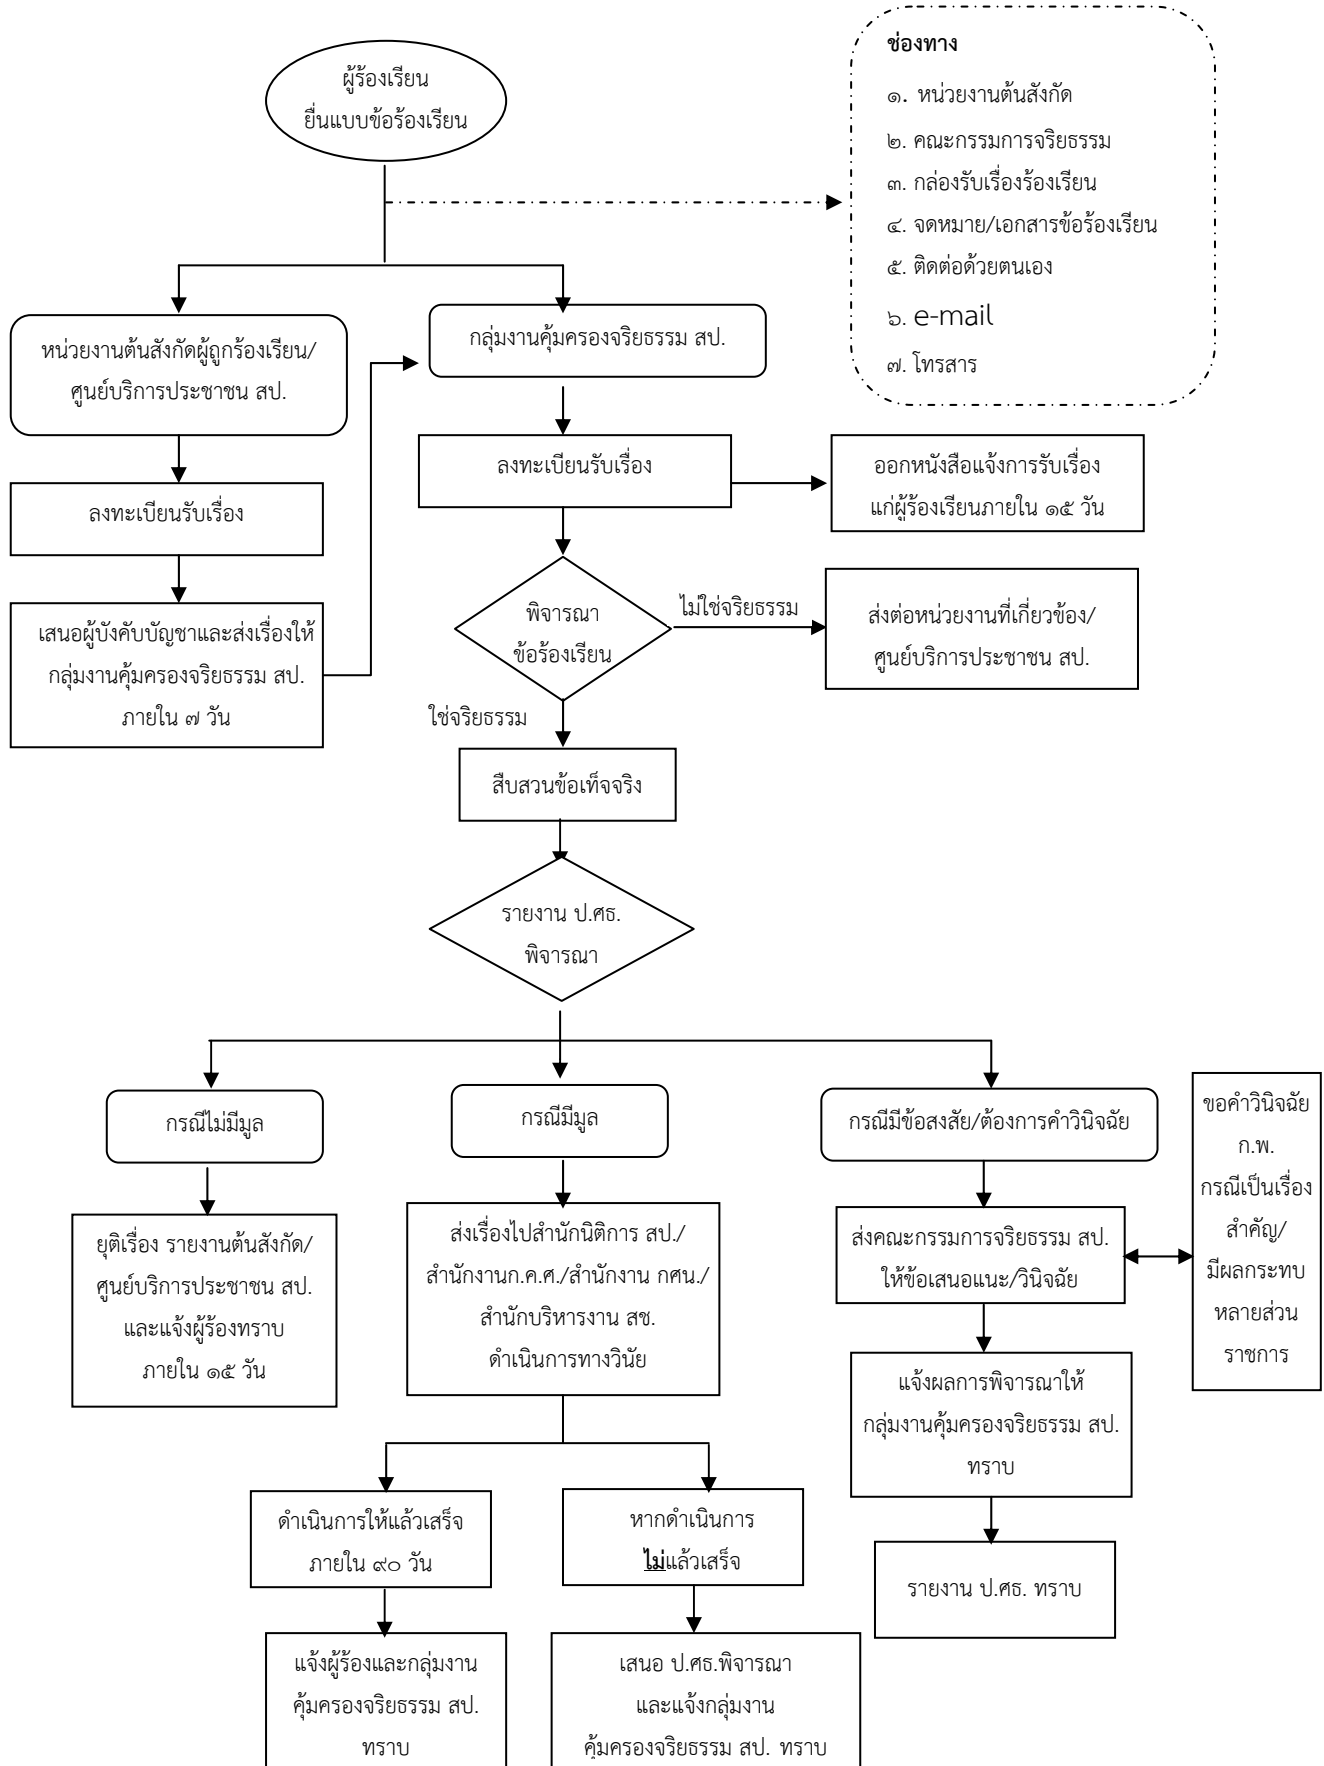 ผู้ร้องเรียน
ยื่นแบบข้อร้องเรียน
ช่องทาง
๑. หน่วยงานต้นสังกัด
๒. คณะกรรมการจริยธรรม
๓. กล่องรับเรื่องร้องเรียน
๔. จดหมาย/เอกสารข้อร้องเรียน
๕. ติดต่อด้วยตนเอง
๖. e-mail
๗. โทรสาร
หน่วยงานต้นสังกัดผู้ถูกร้องเรียน/
ศูนย์บริการประชาชน สป.
กลุ่มงานคุ้มครองจริยธรรม สป.
ลงทะเบียนรับเรื่อง
เสนอผู้บังคับบัญชาและส่งเรื่องให้
กลุ่มงานคุ้มครองจริยธรรม สป.
ภายใน ๗ วัน
ลงทะเบียนรับเรื่อง
ออกหนังสือแจ้งการรับเรื่อง
แก่ผู้ร้องเรียนภายใน ๑๕ วัน
พิจารณา
ข้อร้องเรียน
ไม่ใช่จริยธรรม
ส่งต่อหน่วยงานที่เกี่ยวข้อง/
ศูนย์บริการประชาชน สป.
ใช่จริยธรรม
สืบสวนข้อเท็จจริง
รายงาน ป.ศธ.
พิจารณา
กรณีไม่มีมูล
ยุติเรื่อง รายงานต้นสังกัด/
ศูนย์บริการประชาชน สป.
และแจ้งผู้ร้องทราบ
ภายใน ๑๕ วัน
กรณีมีมูล
ส่งเรื่องไปสำนักนิติการ สป./
สำนักงานก.ค.ศ./สำนักงาน กศน./
สำนักบริหารงาน สช.
ดำเนินการทางวินัย
กรณีมีข้อสงสัย/ต้องการคำวินิจฉัย
ส่งคณะกรรมการจริยธรรม สป.
ให้ข้อเสนอแนะ/วินิจฉัย
ขอคำวินิจฉัย
ก.พ.
กรณีเป็นเรื่อง
สำคัญ/
มีผลกระทบ
หลายส่วน
ราชการ
แจ้งผลการพิจารณาให้
กลุ่มงานคุ้มครองจริยธรรม สป.
ทราบ
รายงาน ป.ศธ. ทราบ
ดำเนินการให้แล้วเสร็จ
ภายใน ๙๐ วัน
หากดำเนินการ
ไม่แล้วเสร็จ
แจ้งผู้ร้องและกลุ่มงาน
คุ้มครองจริยธรรม สป.
ทราบ
เสนอ ป.ศธ.พิจารณา
และแจ้งกลุ่มงาน
คุ้มครองจริยธรรม สป. ทราบ